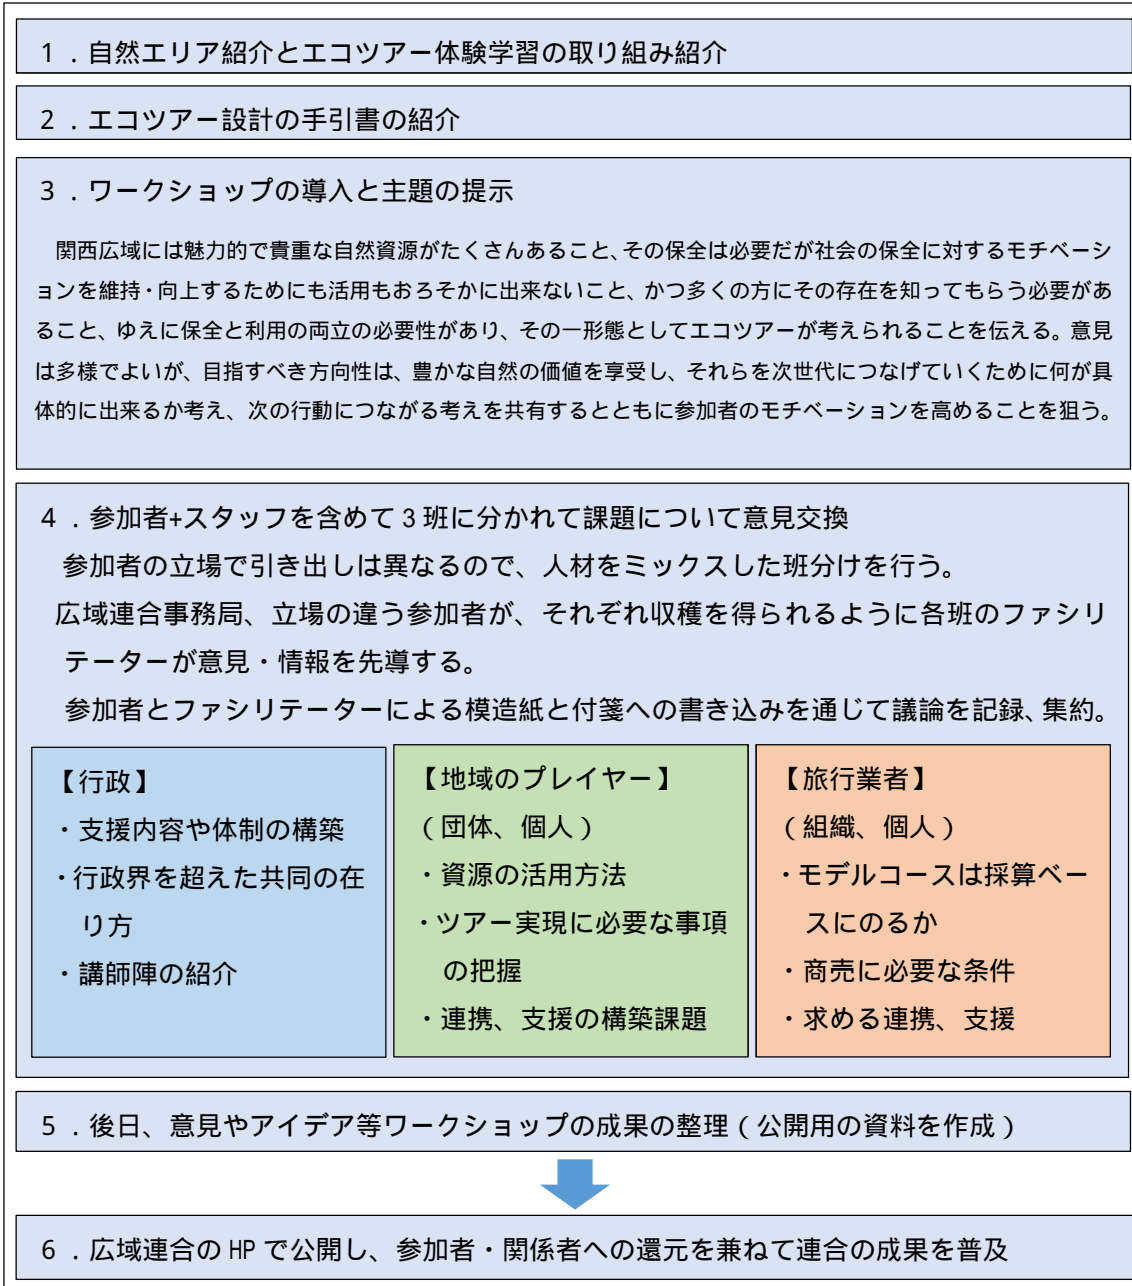 1．自然エリア紹介とエコツアー体験学習の取り組み紹介
2．エコツアー設計の手引書の紹介
3．ワークショップの導入と主題の提示
関西広域には魅力的で貴重な自然資源がたくさんあること、その保全は必要だが社会の保全に対するモチベーシ
ョンを維持・向上するためにも活用もおろそかに出来ないこと、かつ多くの方にその存在を知ってもらう必要があ
ること、ゆえに保全と利用の両立の必要性があり、その一形態としてエコツアーが考えられることを伝える。意見
は多様でよいが、目指すべき方向性は、豊かな自然の価値を享受し、それらを次世代につなげていくために何が具
体的に出来るか考え、次の行動につながる考えを共有するとともに参加者のモチベーションを高めることを狙う。
4．参加者+スタッフを含めて3班に分かれて課題について意見交換
参加者の立場で引き出しは異なるので、人材をミックスした班分けを行う。
広域連合事務局、立場の違う参加者が、それぞれ収穫を得られるように各班のファシリ
テーターが意見・情報を先導する。
参加者とファシリテーターによる模造紙と付箋への書き込みを通じて議論を記録、集約。
【行政】
・支援内容や体制の構築
・行政界を超えた共同の在
り方
・講師陣の紹介
【地域のプレイヤー】
（団体、個人）
・資源の活用方法
・ツアー実現に必要な事項
の把握
・連携、支援の構築課題
【旅行業者】
（組織、個人）
・モデルコースは採算ベー
スにのるか
・商売に必要な条件
・求める連携、支援
5．後日、意見やアイデア等ワークショップの成果の整理（公開用の資料を作成）
6．広域連合の HP で公開し、参加者・関係者への還元を兼ねて連合の成果を普及